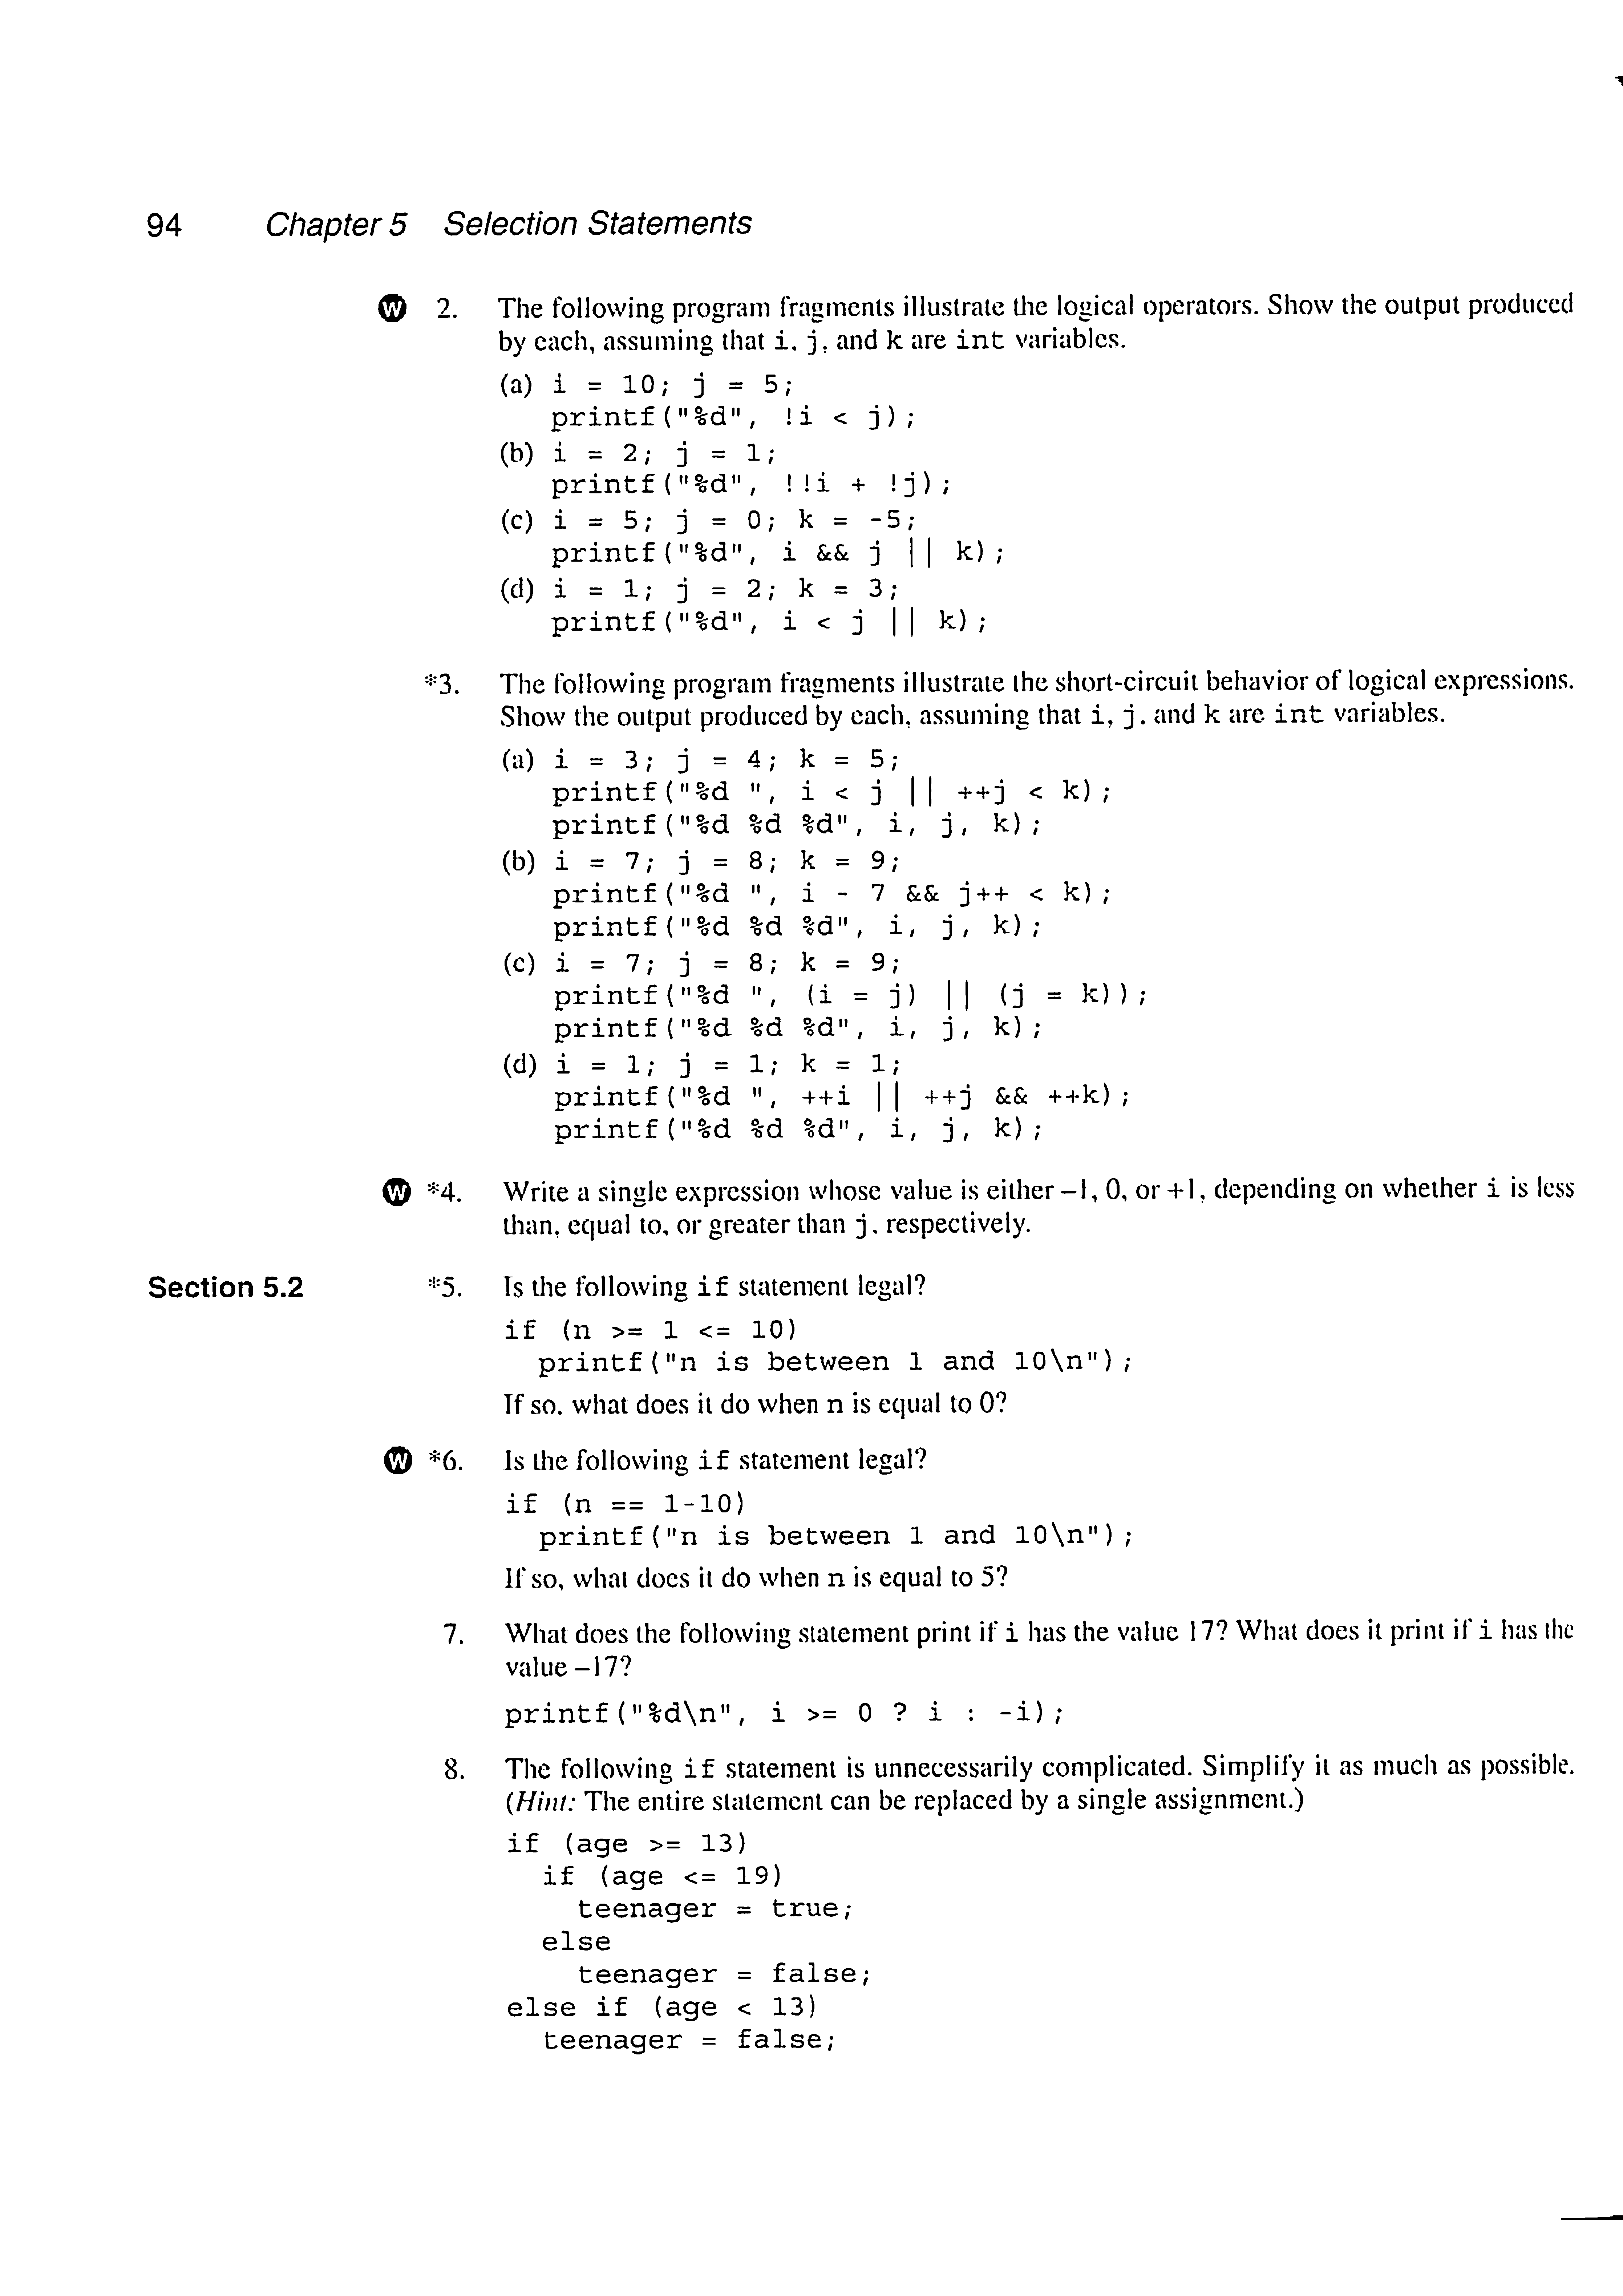 94 Chapter 5 Selection Statements
W 2. The following program fragments illustrate the logical operators. Show the output produced
by each, assuming that i, j, and k are int variables.
(a) i = 10; j = 5;
printf("%d", !i < j);
(b) i = 2; j = 1;
printf("%d", !!i + !j);
(c) i = 5; j = 0; k = -5;
printf("%d", i && j || k);
(d) i = 1; j = 2; k = 3;
printf("%d", i < j || k);
*3. The following program fragments illustrate the short-circuit behavior of logical expressions.
Show the output produced by each, assuming that i, j, and k are int variables.
(a) i = 3; j = 4; k = 5;
printf("%d ", i < j || ++j < k);
printf("%d %d %d", i, j, k);
(b) i = 7; j = 8; k = 9;
printf("%d ", i - 7 && j++ < k);
printf("%d %d %d", i, j, k);
(c) i = 7; j = 8; k = 9;
printf("%d ", (i = j) || (j = k));
printf("%d %d %d", i, j, k);
(d) i = 1; j = 1; k = 1;
printf("%d ", ++i || ++j && ++k);
printf("%d %d %d", i, j, k);
W *4. Write a single expression whose value is either –1, 0, or +1, depending on whether i is less
than, equal to, or greater than j, respectively.
Section 5.2 *5. Is the following if statement legal?
if (n >= 1 <= 10)
printf("n is between 1 and 10\n");
If so, what does it do when n is equal to 0?
W *6. Is the following if statement legal?
if (n == 1-10)
printf("n is between 1 and 10\n");
If so, what does it do when n is equal to 5?
7. What does the following statement print if i has the value 17? What does it print if i has the
value –17?
printf("%d\n", i >= 0 ? i : -i);
8. The following if statement is unnecessarily complicated. Simplify it as much as possible.
(Hint: The entire statement can be replaced by a single assignment.)
if (age >= 13)
if (age <= 19)
teenager = true;
else
teenager = false;
else if (age < 13)
teenager = false;